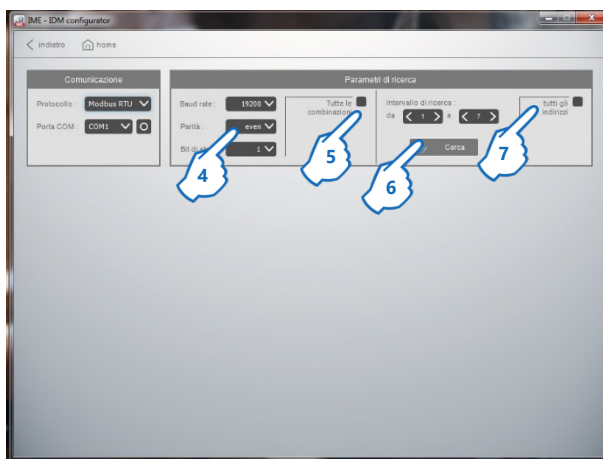 IME - IDM configurator
indietro
home
Comunicazione
Protocollo :
Modbus RTU
Porta COM :
COM1
Parametri di ricerca
Baud rate :
19200
Parità :
even
Bit di
1
Tutte le
combinazioni
Intervallo di ricerca :
da
1
a
7
Cerca
tutti gli
indirizzi
4
5
6
7